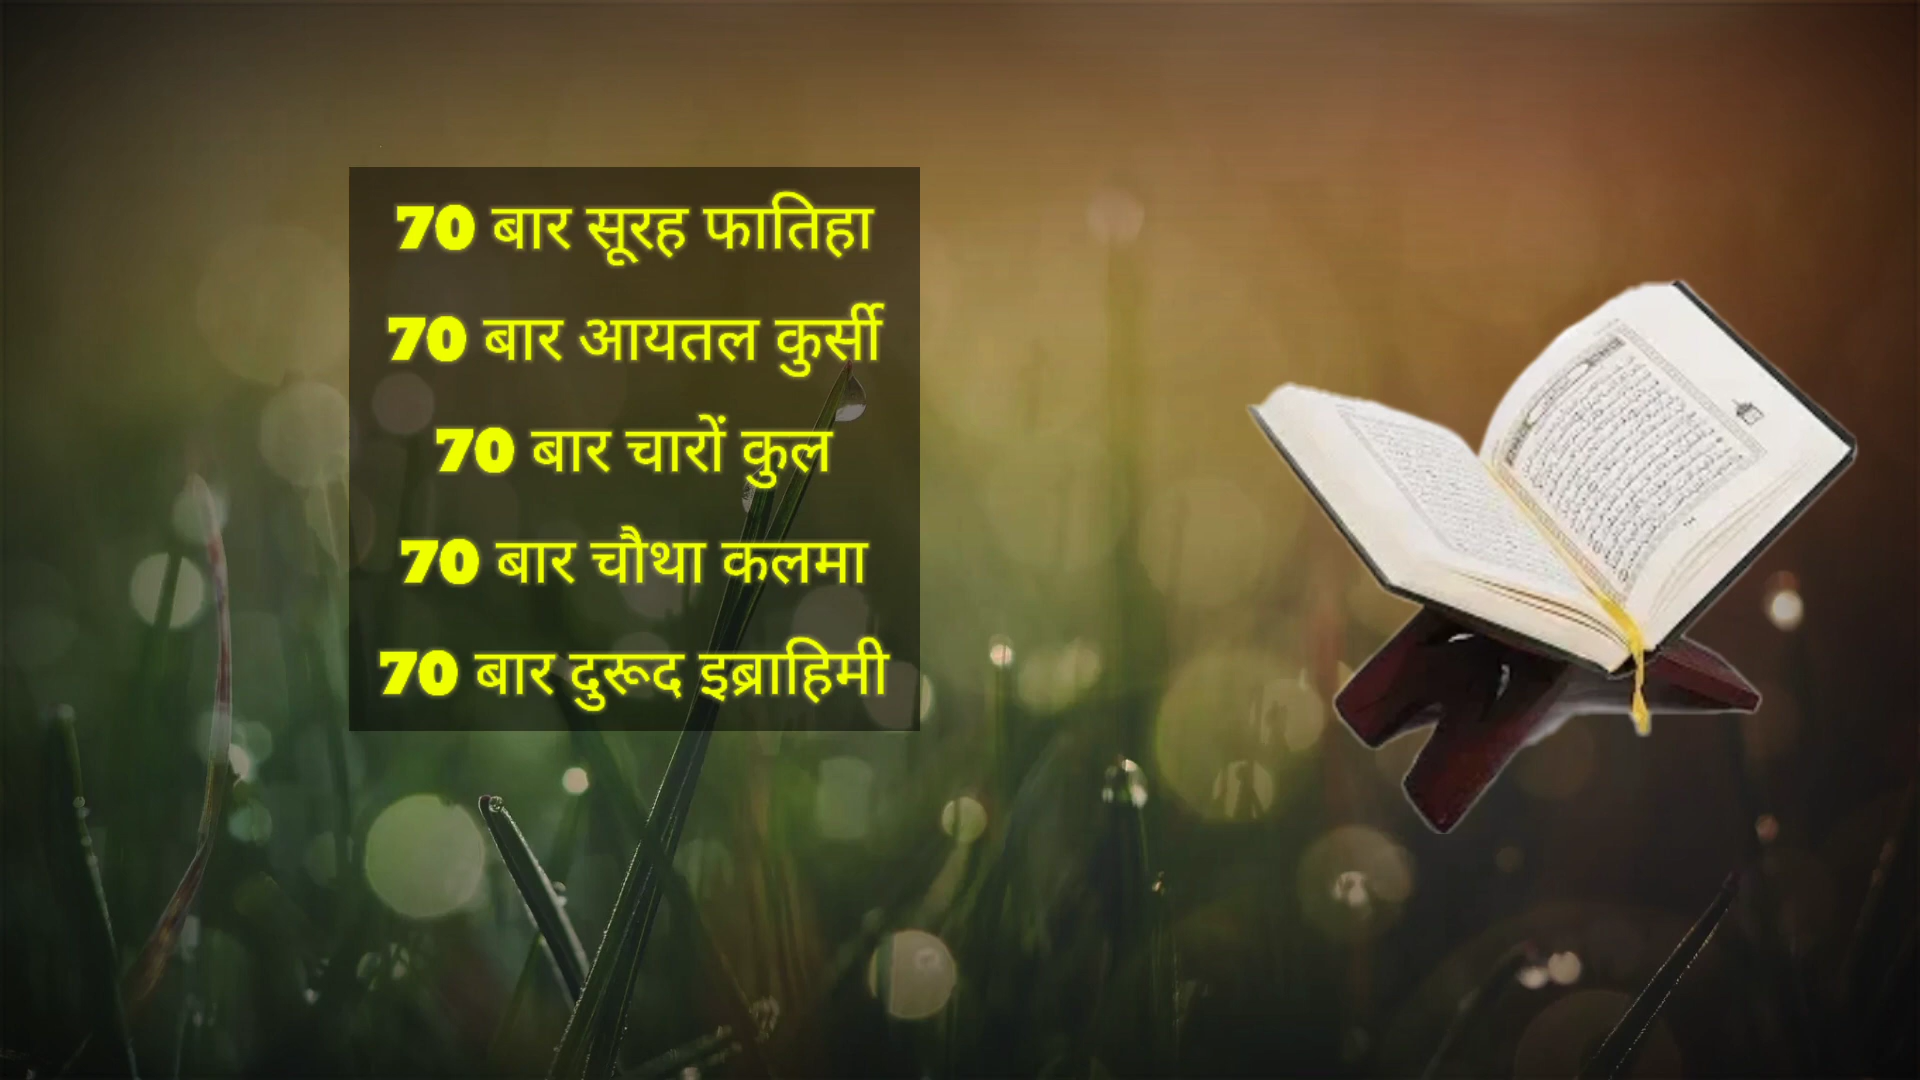 70 बार सूरह फातिहा
70 बार आयतल कुर्सी
70 बार चारों कुल
70 बार चौथा कलमा
70 बार दुरूद इब्राहिमी